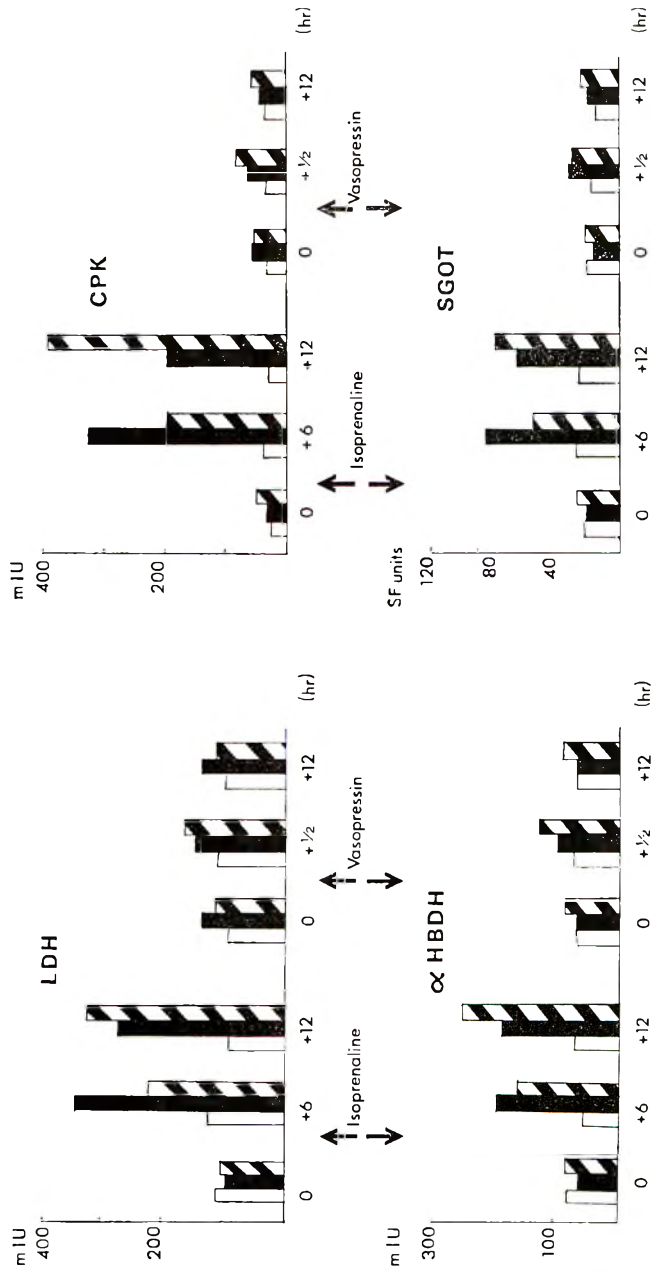 m IU
LDH
400
200
0
+6
+12
0
+½
+12
(hr)
Isoprenaline
Vasopressin
m IU
CPK
400
200
0
+6
+12
0
+½
+12
(hr)
Isoprenaline
Vasopressin
m IU
α HBDH
300
100
0
+6
+12
0
+½
+12
(hr)
SF units
SGOT
120
80
40
0
+6
+12
0
+½
+12
(hr)